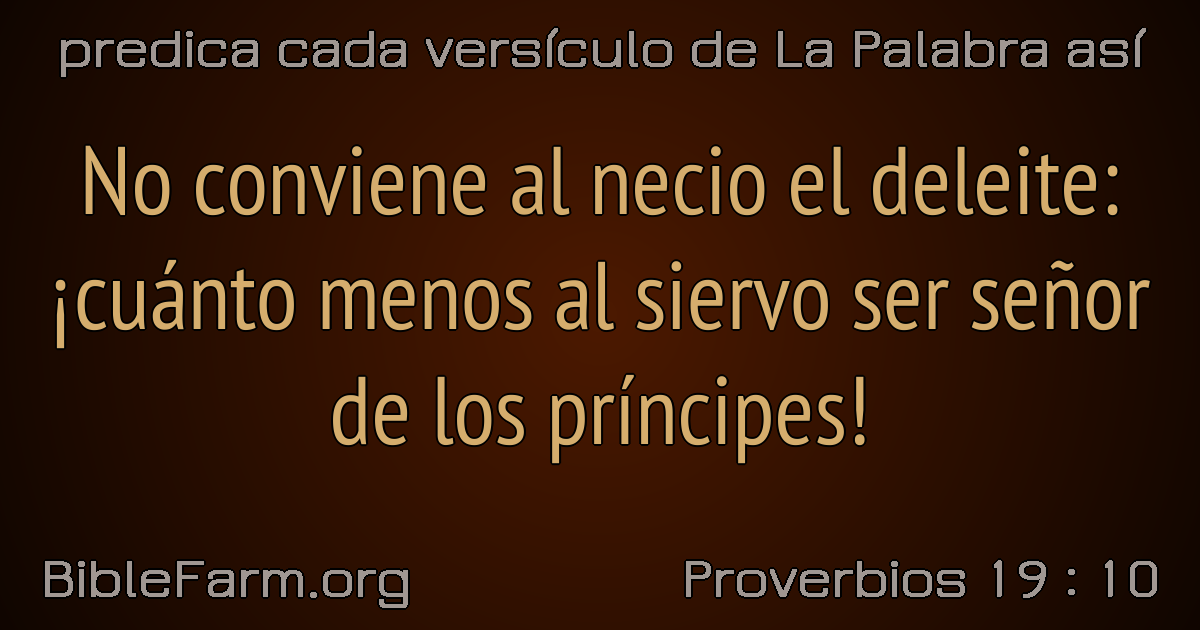 predica cada versículo de La Palabra así
No conviene al necio el deleite:
¡cuánto menos al siervo ser señor
de los príncipes!
BibleFarm.org
Proverbios 19 : 10